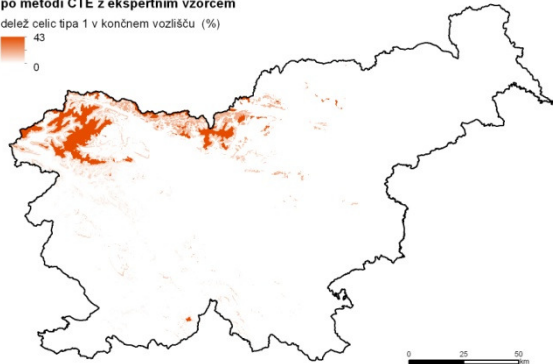 po metodi CTE z ekspertnim vzorcem
delež celic tipa 1 v končnem vozlišču (%)
43
0
0 25 50
km